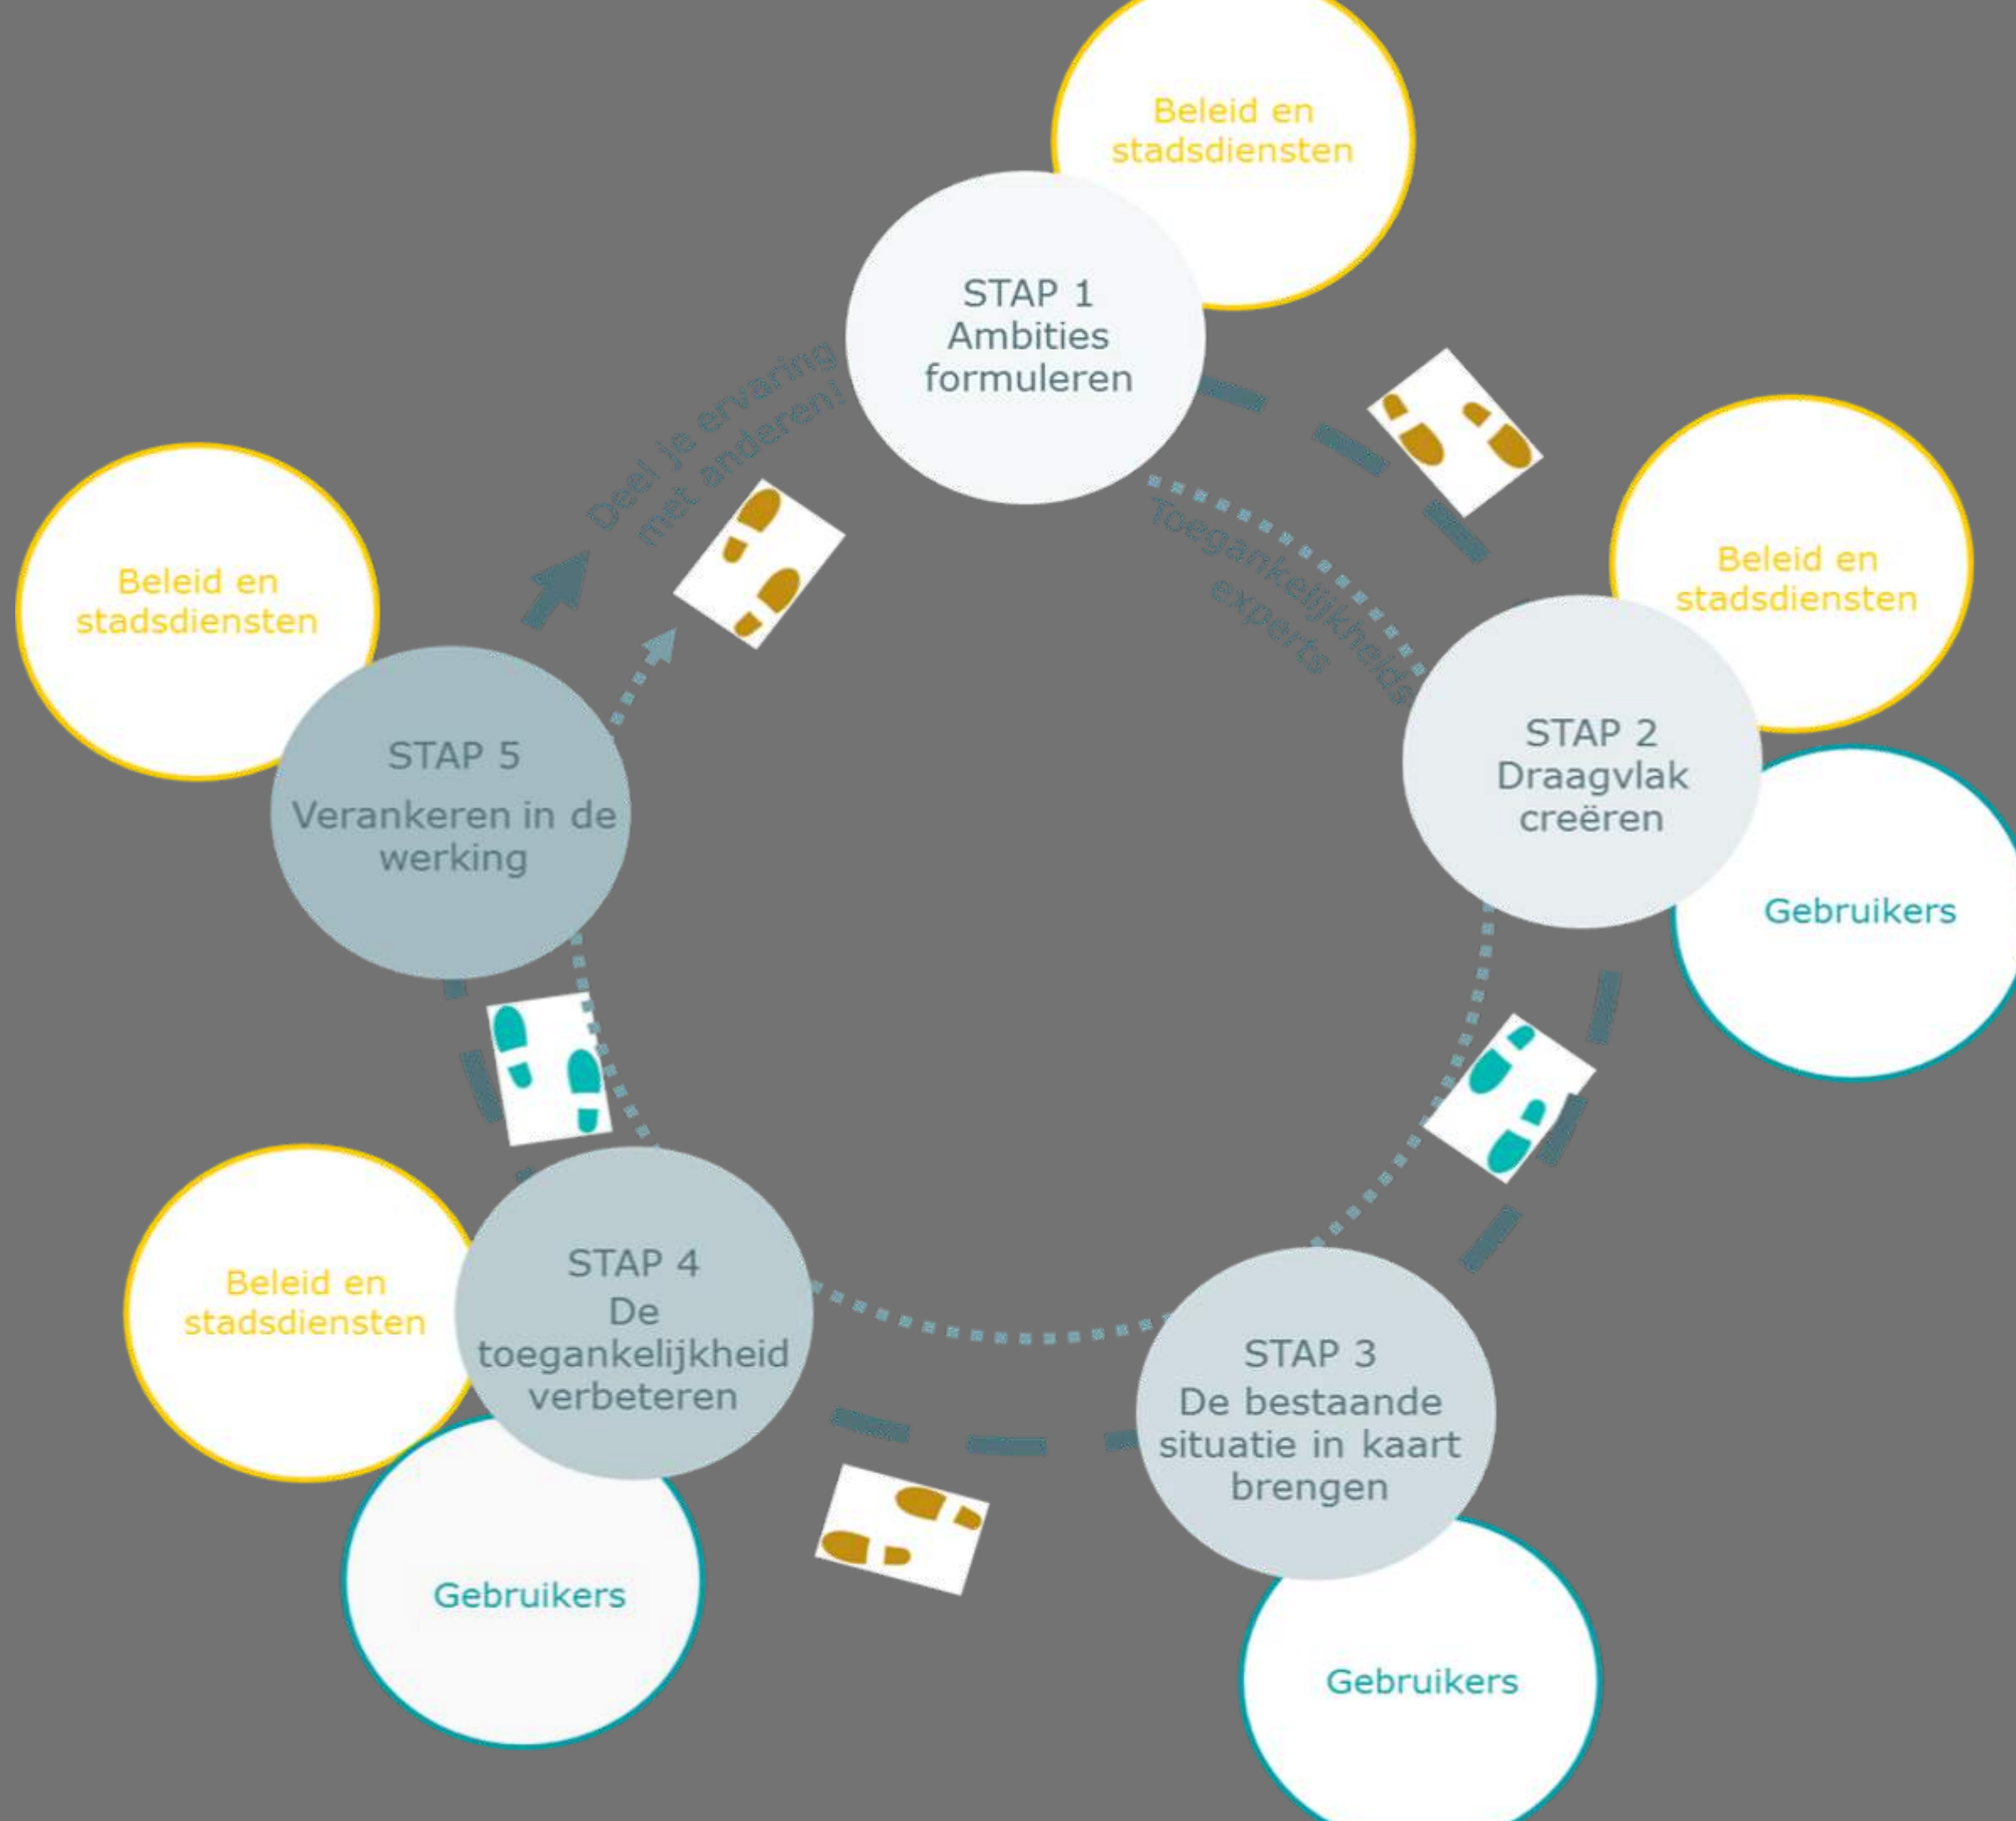 Beleid en
stadsdiensten
STAP 1
Ambities
formuleren
Deel je ervaring
met anderen!
Toegankelijkheids
experts
Beleid en
stadsdiensten
STAP 2
Draagvlak
creëren
Gebruikers
STAP 3
De bestaande
situatie in kaart
brengen
Gebruikers
STAP 4
De
toegankelijkheid
verbeteren
Beleid en
stadsdiensten
Gebruikers
STAP 5
Verankeren in de
werking
Beleid en
stadsdiensten